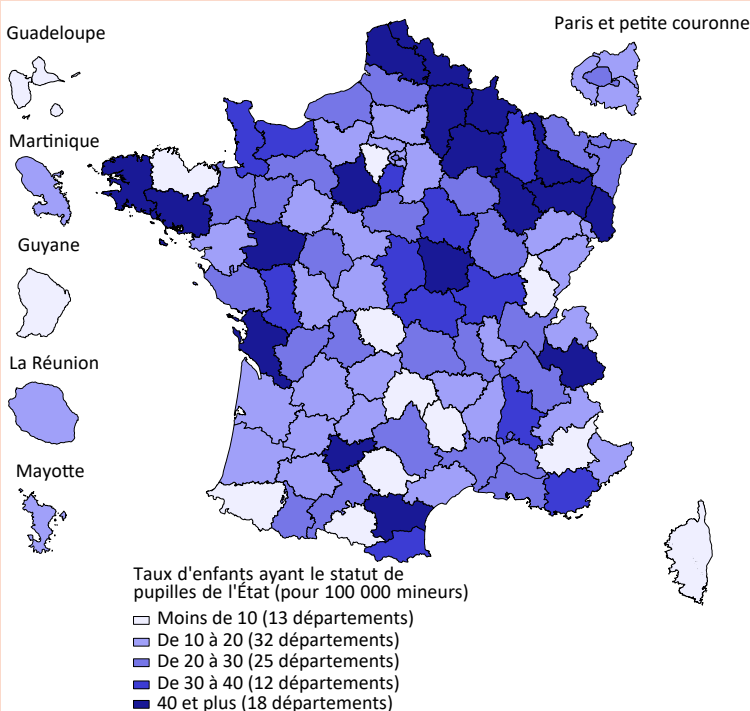 Guadeloupe
Paris et petite couronne
Martinique
Guyane
La Réunion
Mayotte
Taux d'enfants ayant le statut de
pupilles de l'État (pour 100 000 mineurs)
Moins de 10 (13 départements)
De 10 à 20 (32 départements)
De 20 à 30 (25 départements)
De 30 à 40 (12 départements)
40 et plus (18 départements)